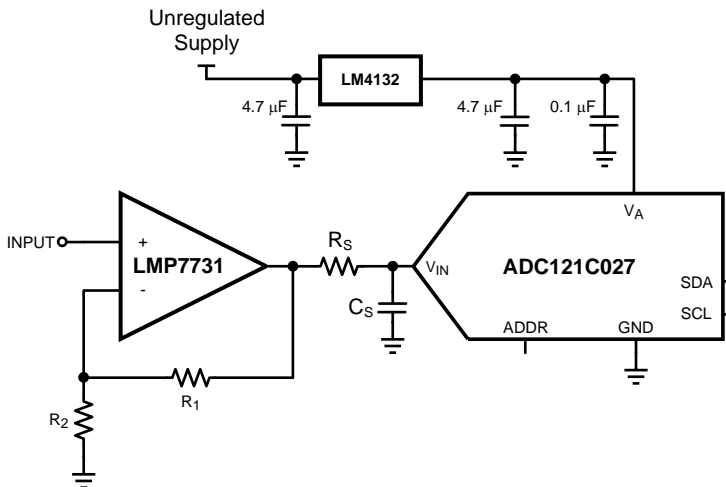 Unregulated
Supply
LM4132
4.7 µF
4.7 µF
0.1 µF
INPUT
+
LMP7731
-
RS
CS
R1
R2
VA
VIN
ADC121C027
SDA
SCL
ADDR
GND